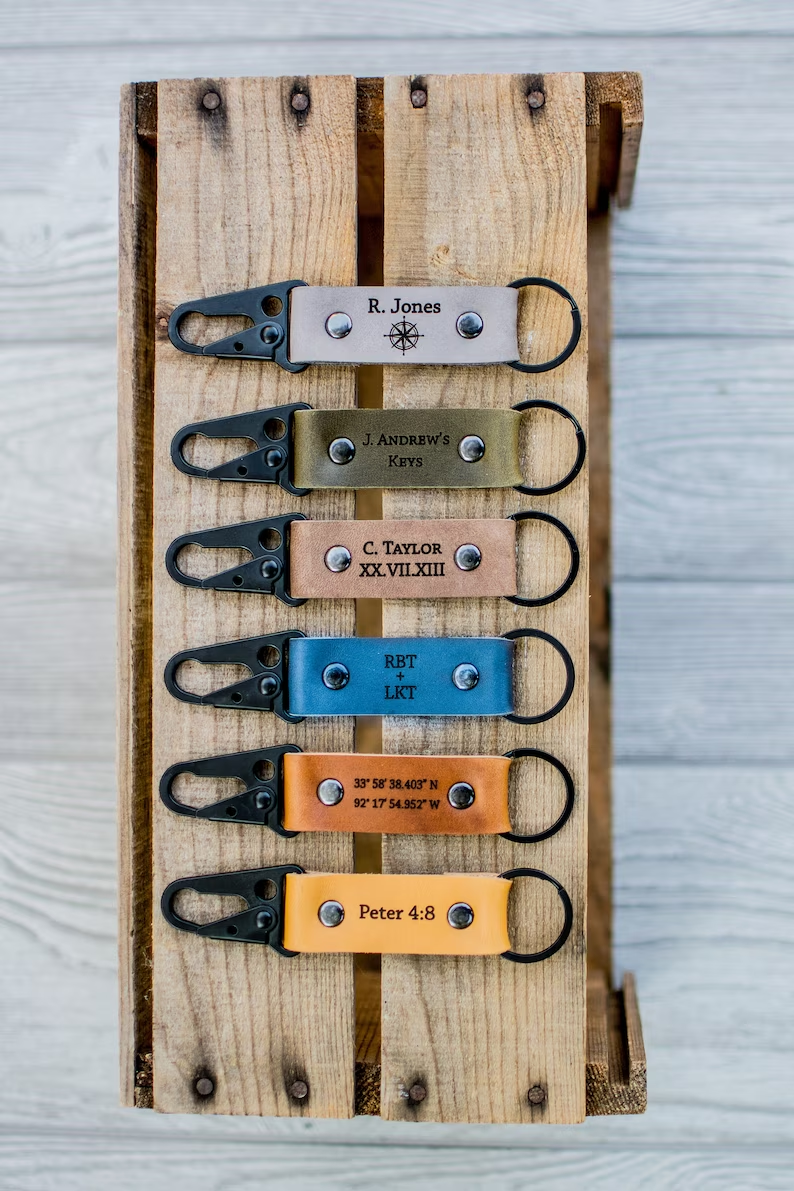 R. Jones
J. Andrew's
Keys
C. Taylor
XX.VII.XIII
RBT
+
LKT
33° 58' 38.403" N
92° 17' 54.952" W
Peter 4:8